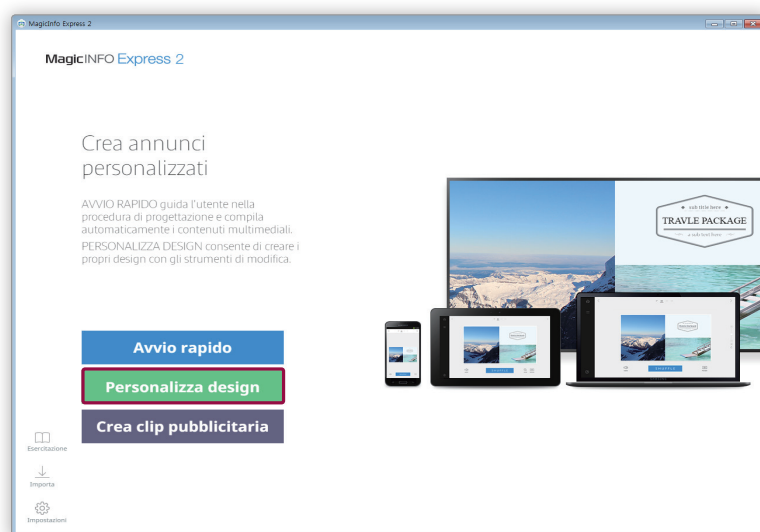 MagicInfo Express 2
MagicINFO Express 2
Crea annunci
personalizzati
AVVIO RAPIDO guida l'utente nella
procedura di progettazione e compila
automaticamente i contenuti multimediali.
PERSONALIZZA DESIGN consente di creare i
propri design con gli strumenti di modifica.
Avvio rapido
Personalizza design
Crea clip pubblicitaria
Esercitazione
Importa
Impostazioni
sub title here
TRAVLE PACKAGE
a sub text here